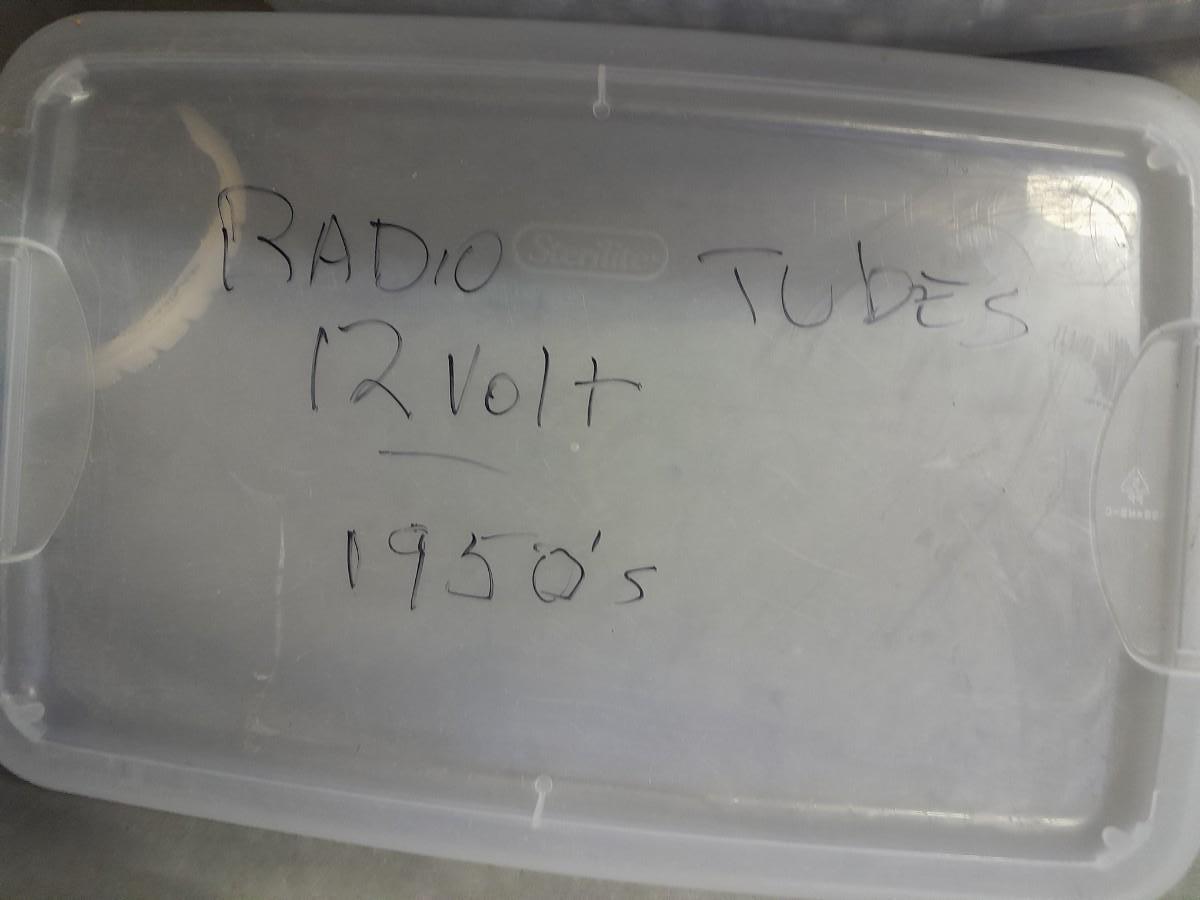 RADIO Sterilite TUbES
12 Volt
1950's